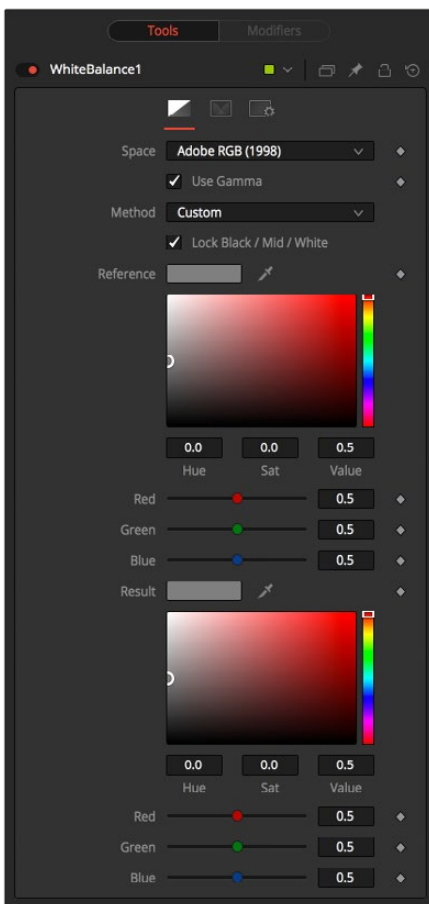 Tools Modifiers
WhiteBalance1
Space Adobe RGB (1998)
Use Gamma
Method Custom
Lock Black / Mid / White
Reference
0.0 0.0 0.5
Hue Sat Value
Red 0.5
Green 0.5
Blue 0.5
Result
0.0 0.0 0.5
Hue Sat Value
Red 0.5
Green 0.5
Blue 0.5